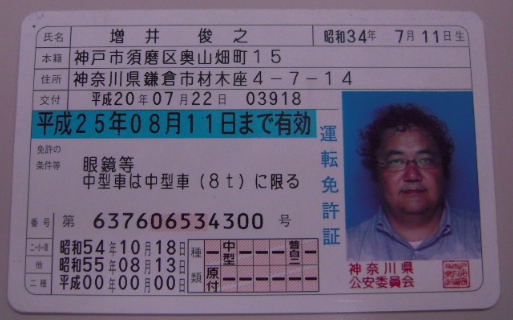 氏名 増井 俊之 昭和34年 7月11日生
本籍 神戸市須磨区奥山畑町15
住所 神奈川県鎌倉市材木座4-7-14
交付 平成20年07月22日 03918
平成25年08月11日まで有効
免許の
条件等
眼鏡等
中型車は中型車(8t)に限る
番号 第 637606534300 号
二・小・原 昭和54年10月18日
他 昭和55年08月13日
二種 平成00年00月00日
種類 中型 普自二
原付
運転免許証
神奈川県
公安委員会